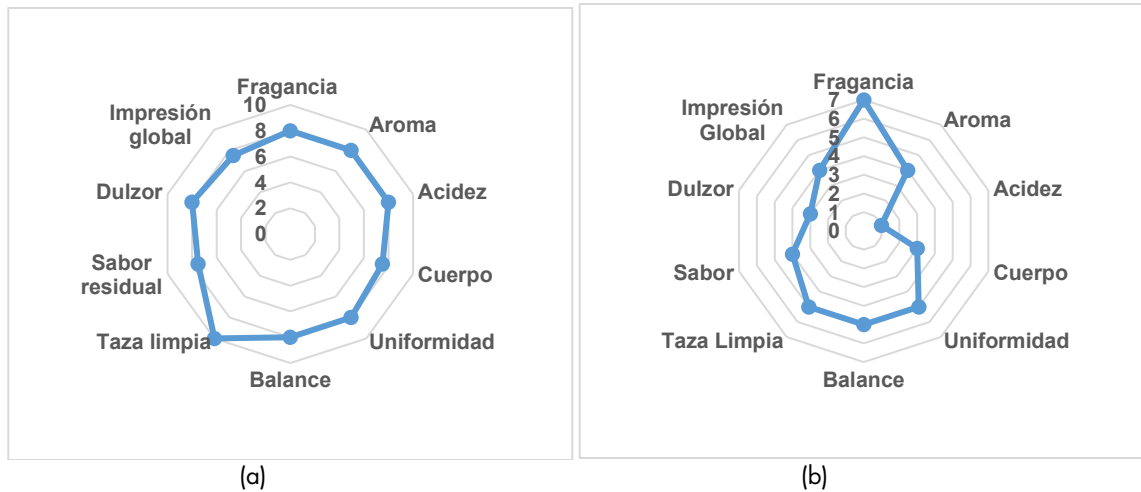 Fragancia
10
8
6
4
2
0
Aroma
Acidez
Cuerpo
Uniformidad
Balance
Taza limpia
Sabor
residual
Dulzor
Impresión
global
(a)
Fragancia
7
6
5
4
3
2
1
0
Aroma
Acidez
Cuerpo
Uniformidad
Balance
Taza Limpia
Sabor
Dulzor
Impresión
Global
(b)